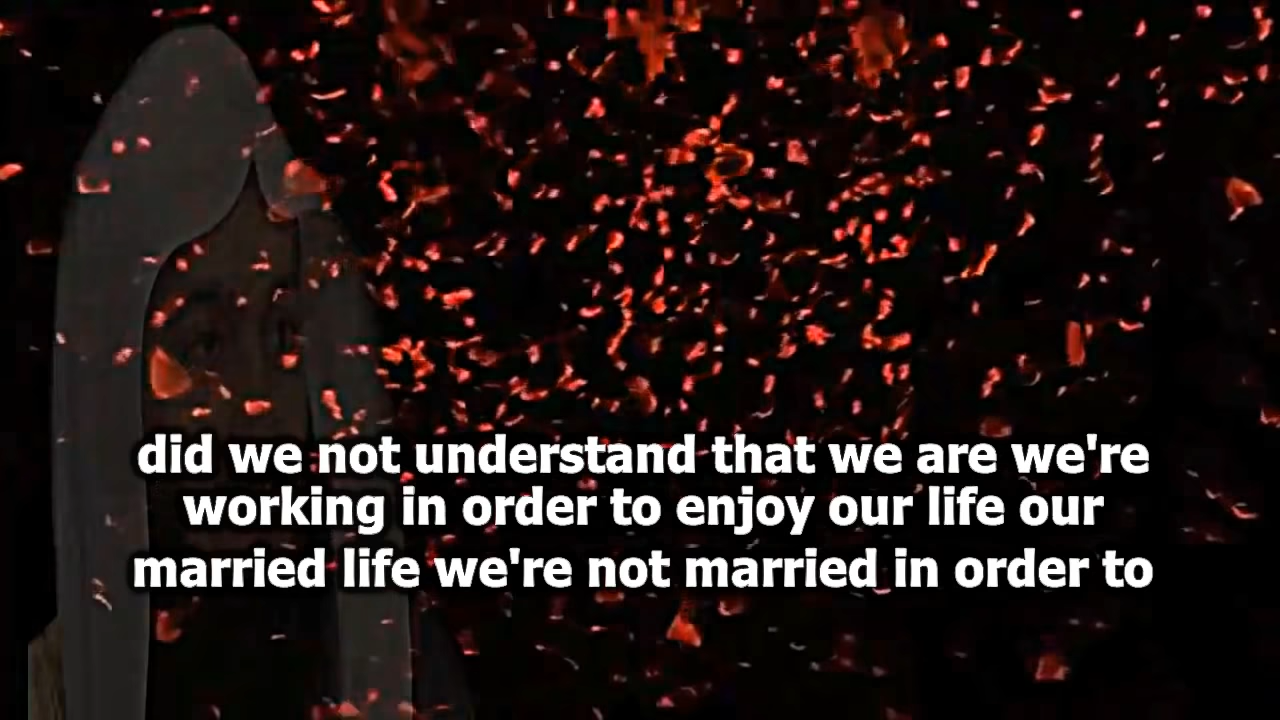 did we not understand that we are we're
working in order to enjoy our life our
married life we're not married in order to